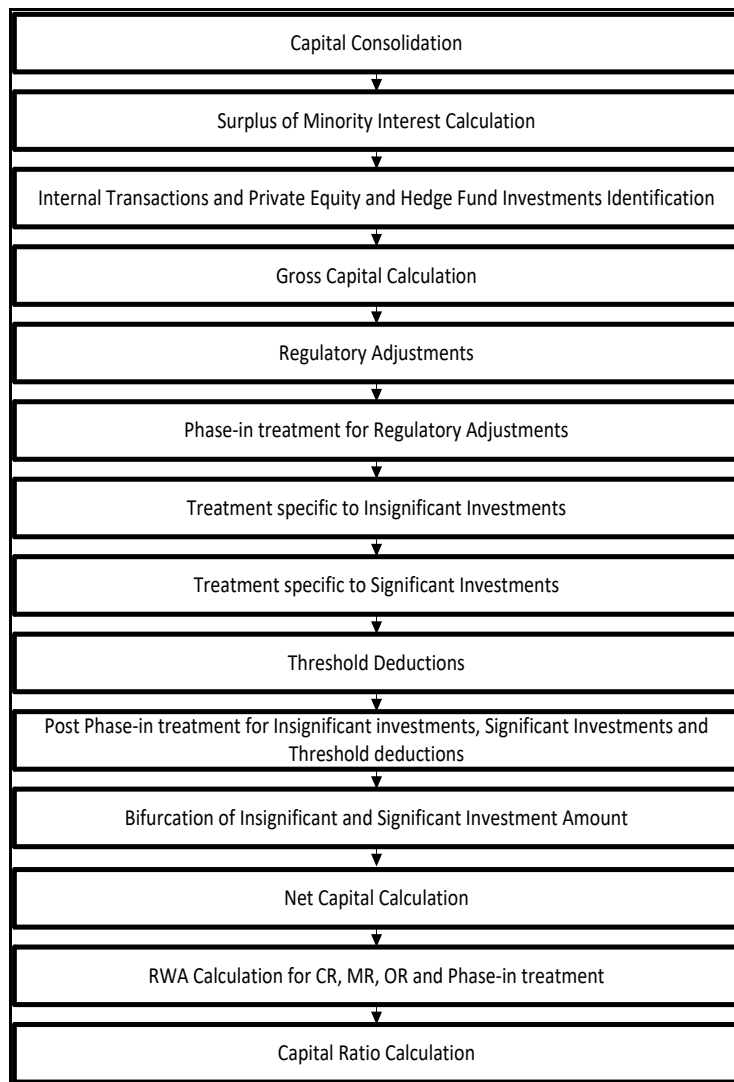 Capital Consolidation
Surplus of Minority Interest Calculation
Internal Transactions and Private Equity and Hedge Fund Investments Identification
Gross Capital Calculation
Regulatory Adjustments
Phase-in treatment for Regulatory Adjustments
Treatment specific to Insignificant Investments
Treatment specific to Significant Investments
Threshold Deductions
Post Phase-in treatment for Insignificant investments, Significant Investments and
Threshold deductions
Bifurcation of Insignificant and Significant Investment Amount
Net Capital Calculation
RWA Calculation for CR, MR, OR and Phase-in treatment
Capital Ratio Calculation